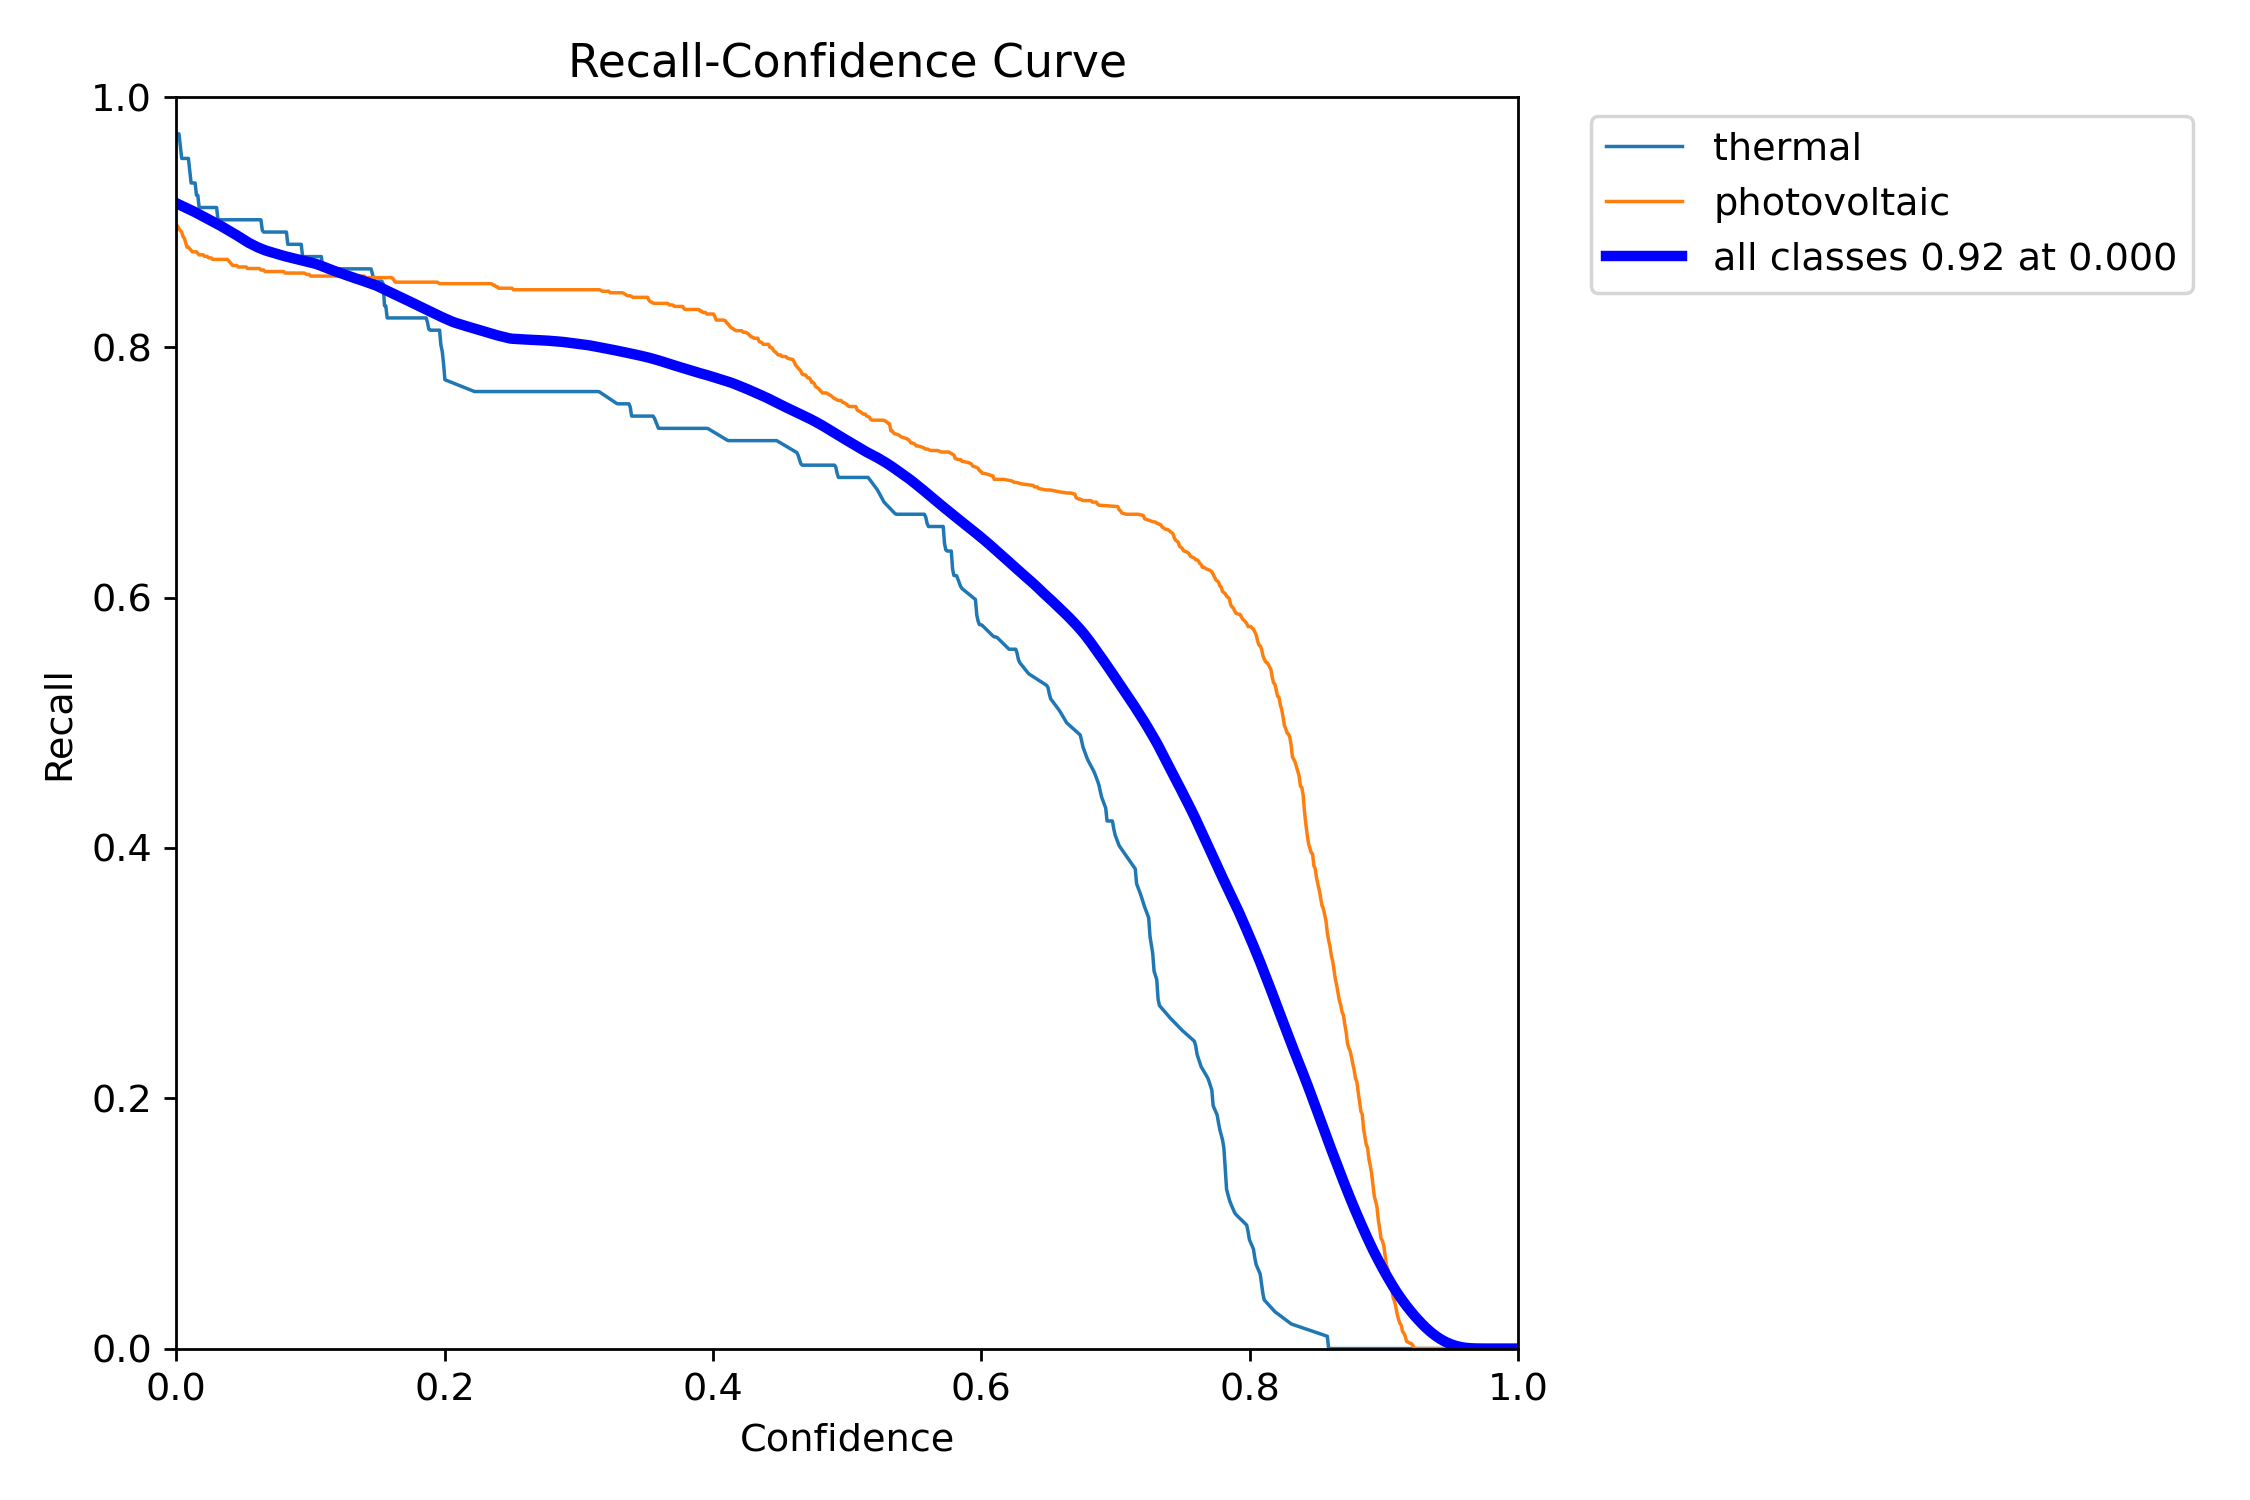 Recall-Confidence Curve
1.0
0.8
0.6
0.4
0.2
0.0
Recall
0.0 0.2 0.4 0.6 0.8 1.0
Confidence
thermal
photovoltaic
all classes 0.92 at 0.000